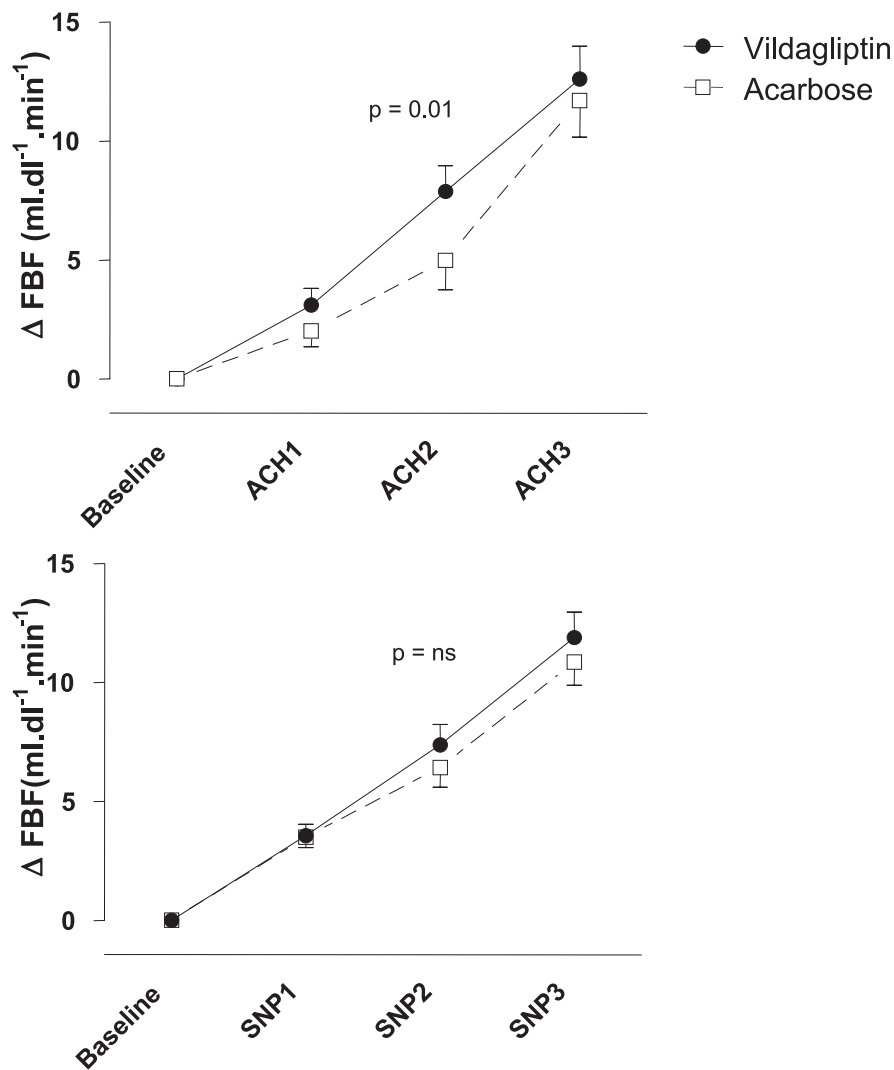 15
10
5
0
Δ FBF (ml.dl⁻¹.min⁻¹)
p = 0.01
Vildagliptin
Acarbose
Baseline
ACH1
ACH2
ACH3
15
10
5
0
Δ FBF(ml.dl⁻¹.min⁻¹)
p = ns
Baseline
SNP1
SNP2
SNP3